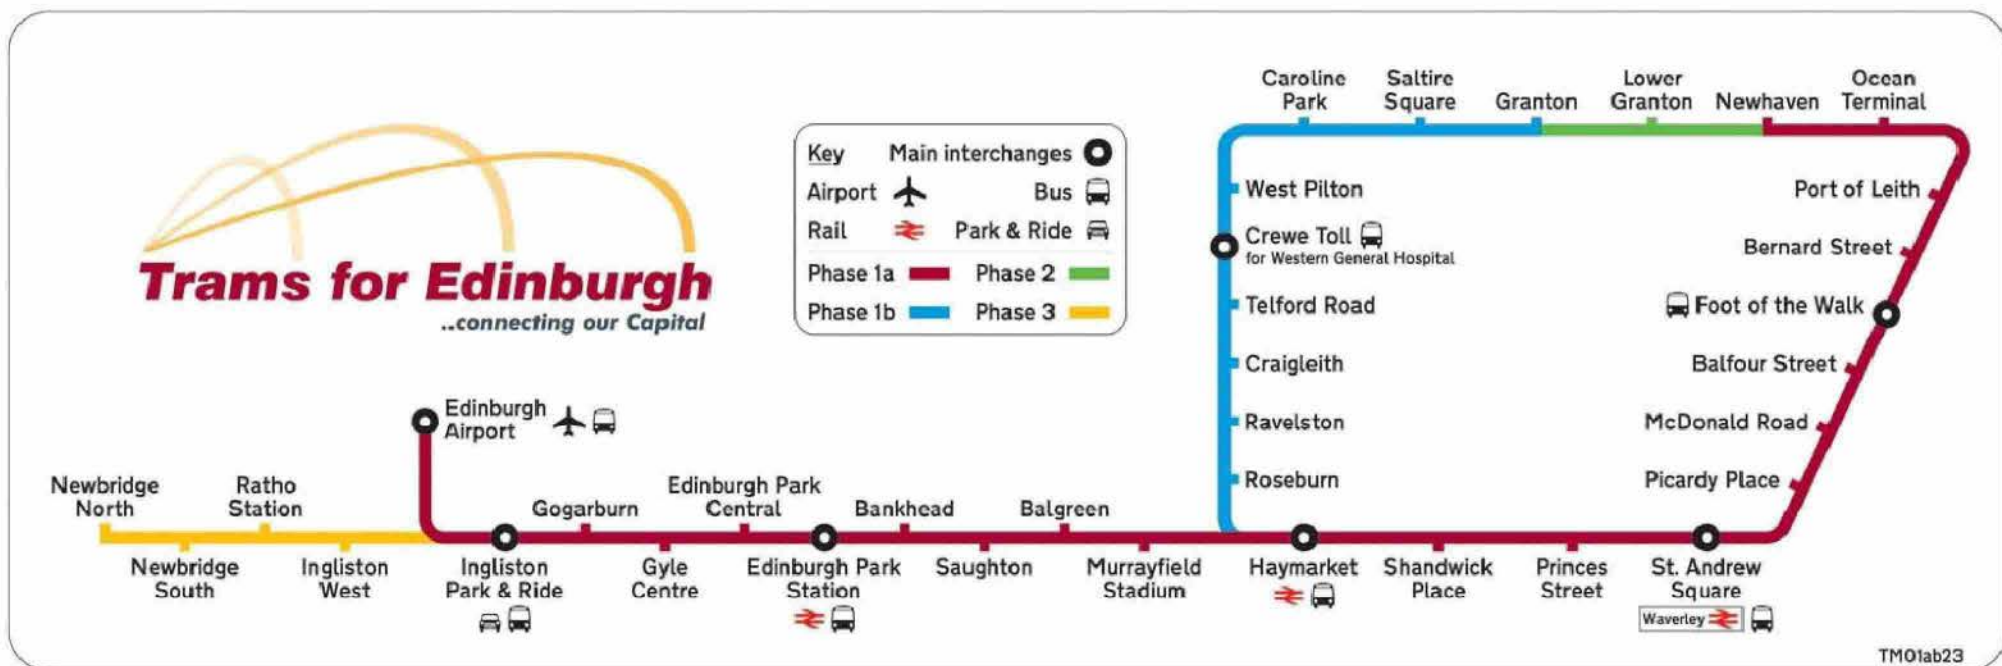 Trams for Edinburgh
..connecting our Capital
Key Main interchanges
Airport Bus
Rail Park & Ride
Phase 1a Phase 2
Phase 1b Phase 3
Caroline
Park
Saltire
Square
Granton
Lower
Granton
Newhaven
Ocean
Terminal
West Pilton
Crewe Toll
for Western General Hospital
Telford Road
Craigleith
Ravelston
Roseburn
Port of Leith
Bernard Street
Foot of the Walk
Balfour Street
McDonald Road
Picardy Place
Edinburgh
Airport
Newbridge
North
Ratho
Station
Gogarburn
Edinburgh Park
Central
Bankhead
Balgreen
Newbridge
South
Ingliston
West
Ingliston
Park & Ride
Gyle
Centre
Edinburgh Park
Station
Saughton
Murrayfield
Stadium
Haymarket
Shandwick
Place
Princes
Street
St. Andrew
Square
Waverley
TM01ab23